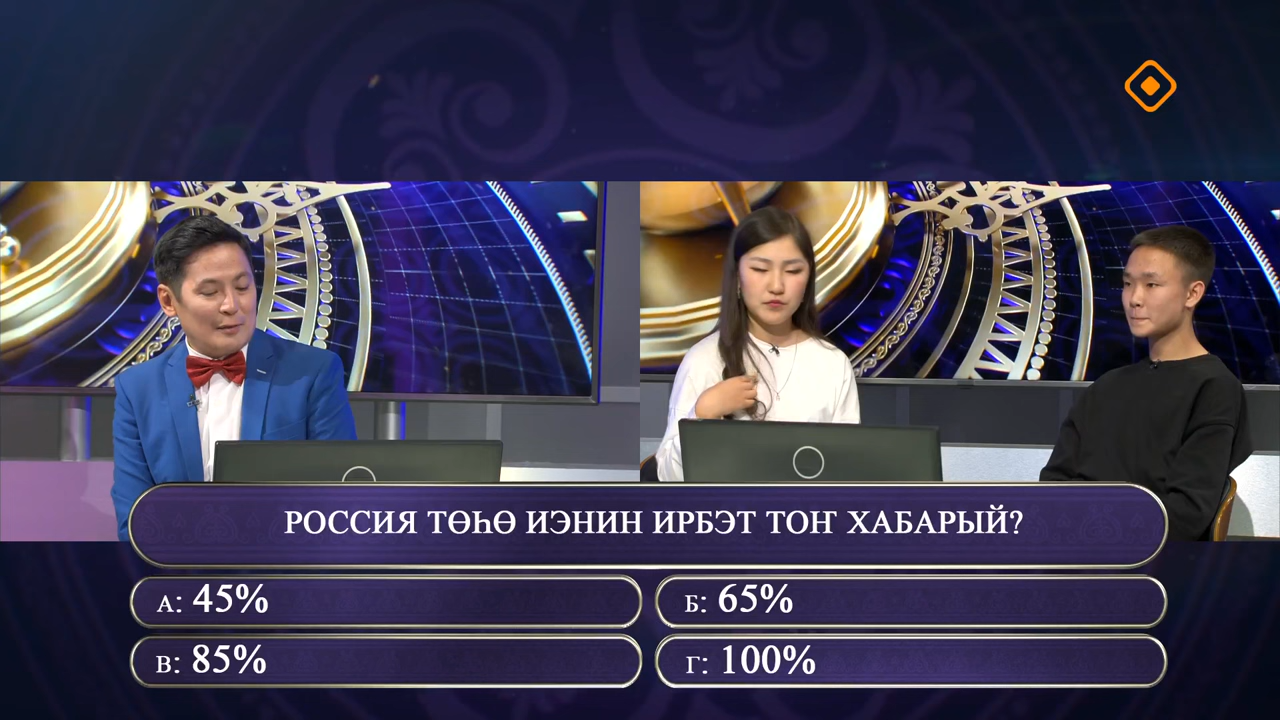 РОССИЯ ТӨҺӨ ИЭНИН ИРБЭТ ТОҤ ХАБАРЫЙ?
А: 45%
Б: 65%
В: 85%
Г: 100%